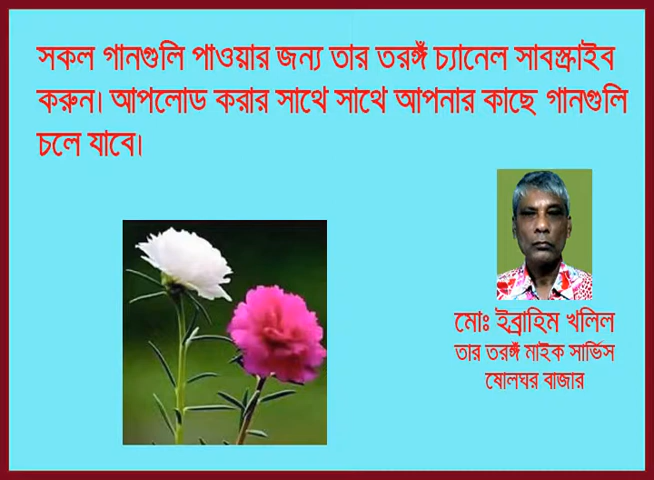 সকল গানগুলি পাওয়ার জন্য তার তরঙ্গঁ চ্যানেল সাবস্ক্রাইব
করুন। আপলোড করার সাথে সাথে আপনার কাছে গানগুলি
চলে যাবে।
মোঃ ইব্রাহিম খলিল
তার তরঙ্গঁ মাইক সার্ভিস
ষোলঘর বাজার